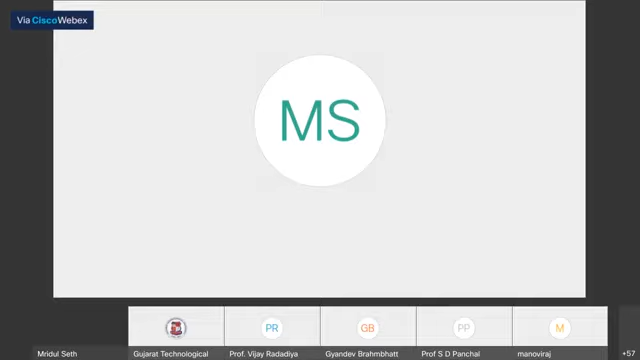 Via CiscoWebex
MS
PR
GB
PP
M
Mridul Seth
Gujarat Technological
Prof. Vijay Radadiya
Gyandev Brahmbhatt
Prof S D Panchal
manoviraj
+57